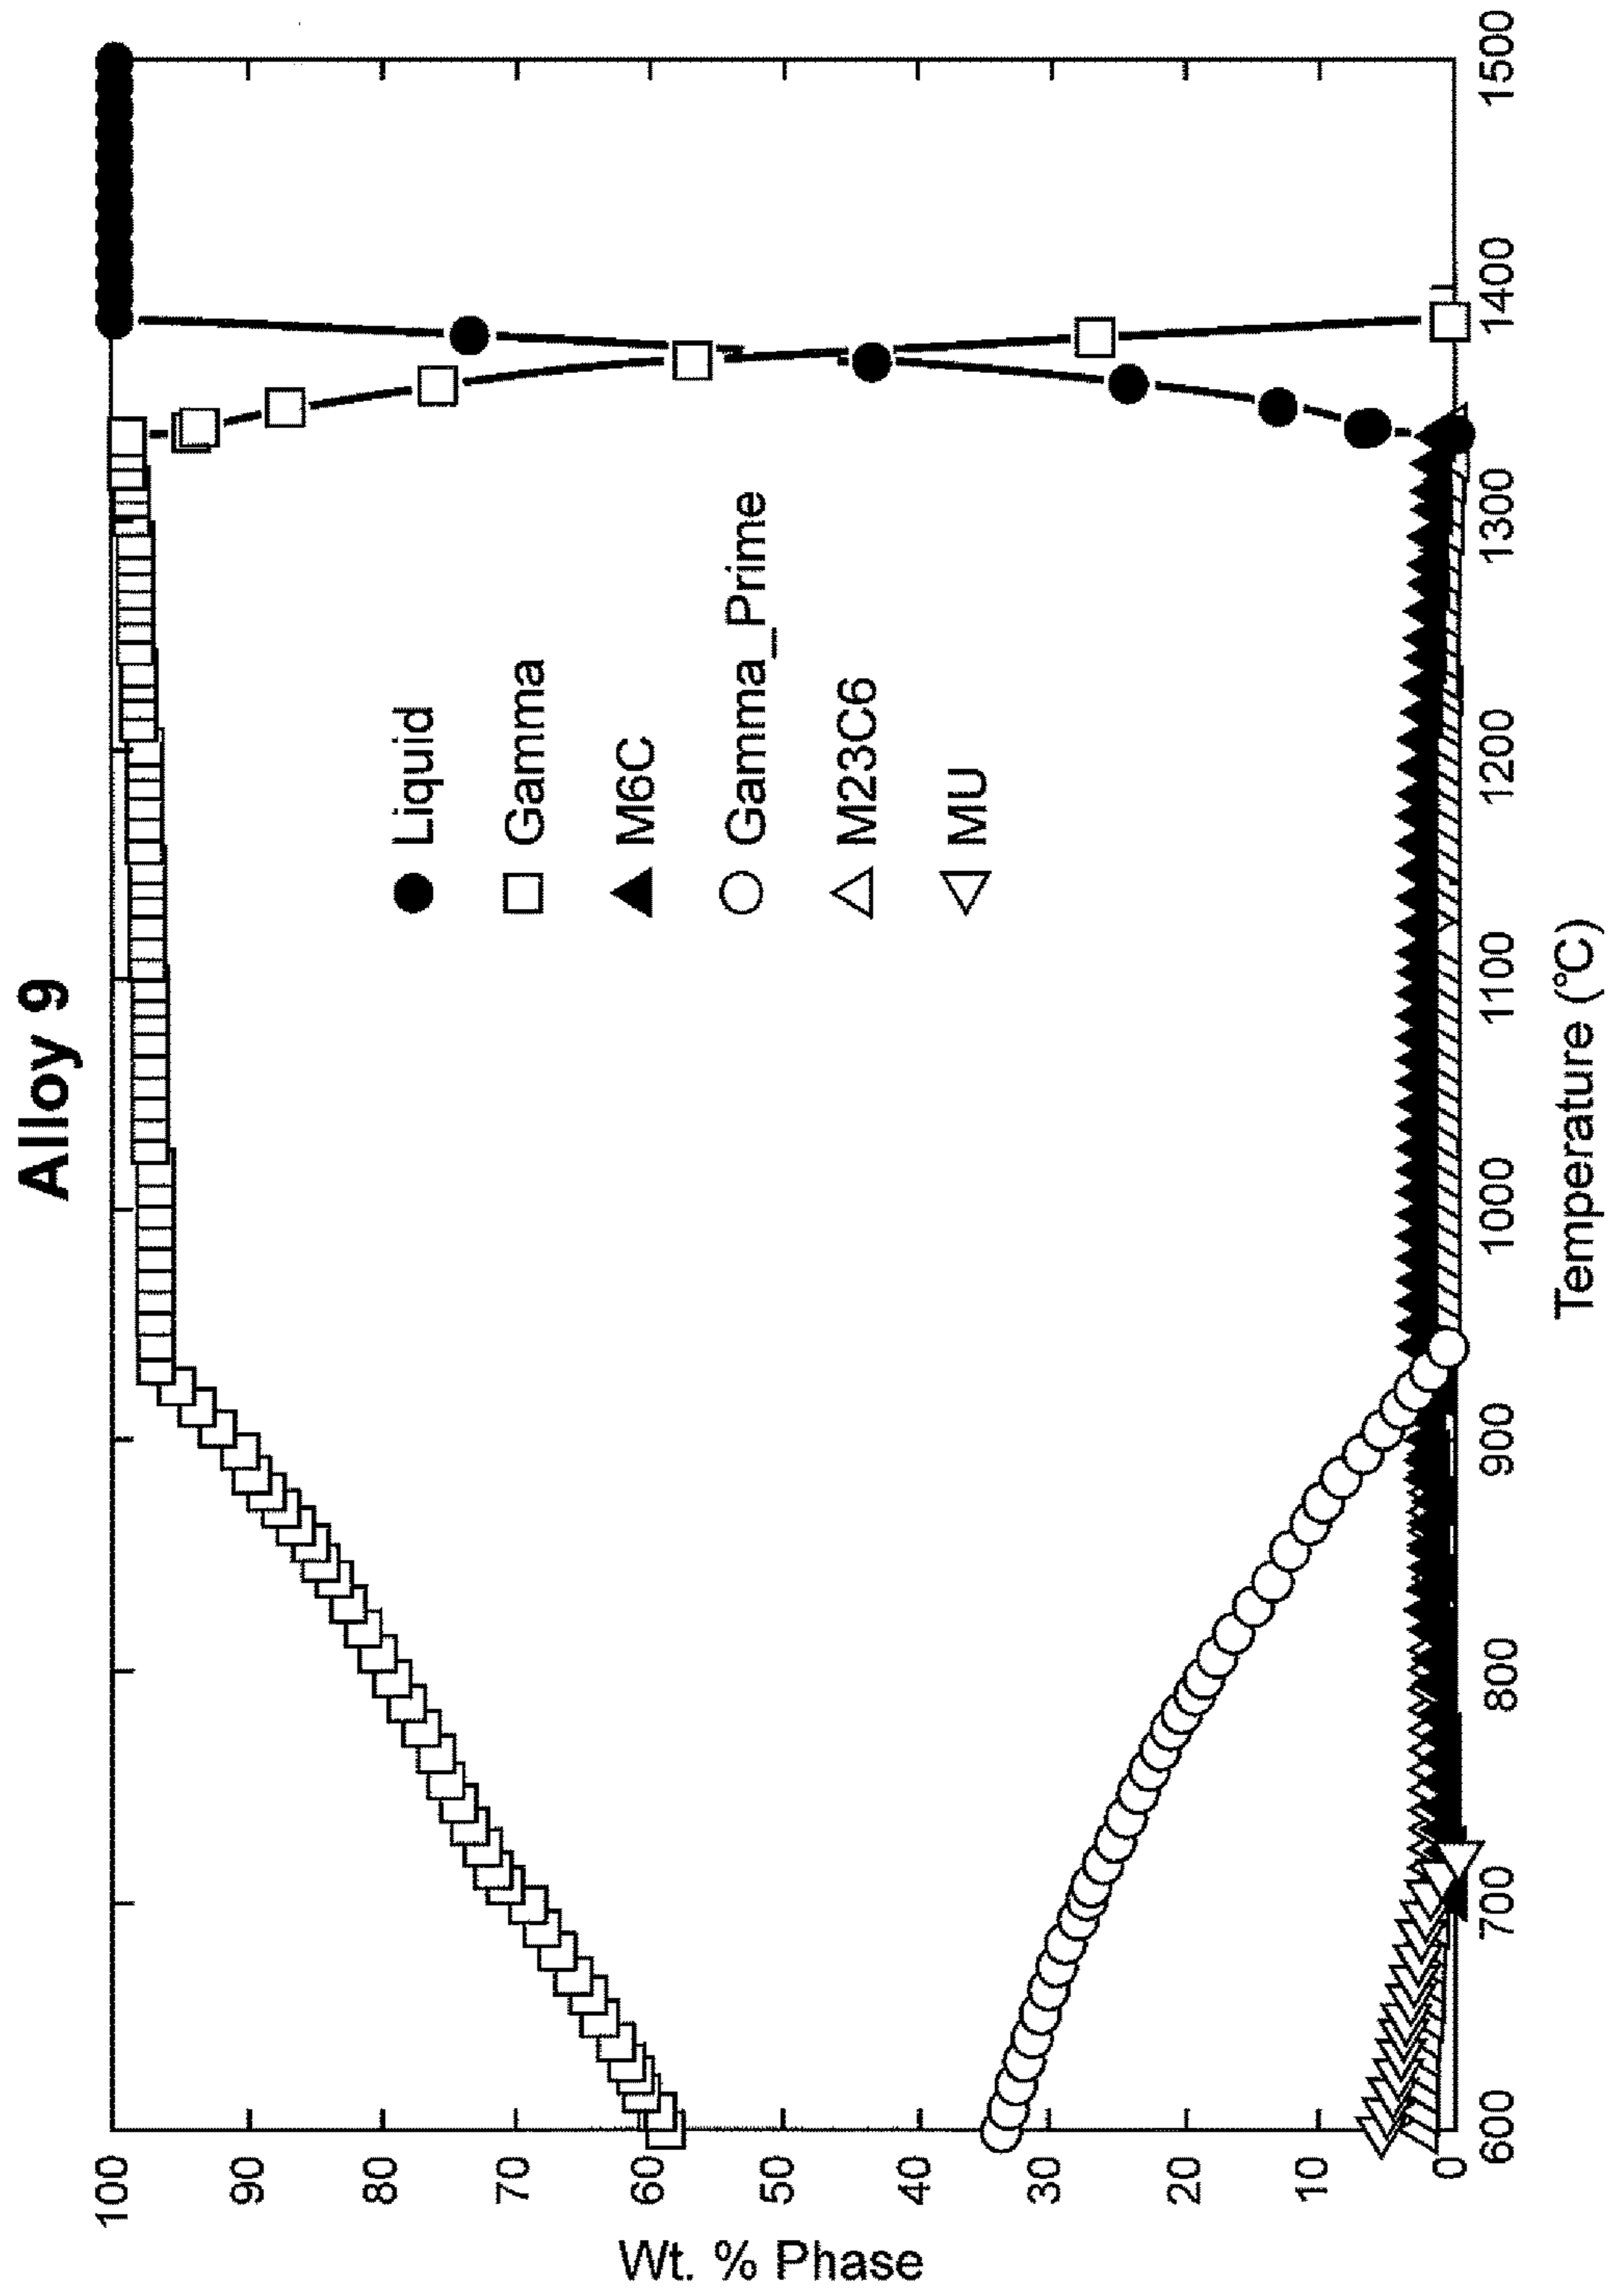 Alloy 9
Wt. % Phase
100
90
80
70
60
50
40
30
20
10
0
Liquid
Gamma
M6C
Gamma_Prime
M23C6
MU
600
700
800
900
1000
1100
1200
1300
1400
1500
Temperature (°C)